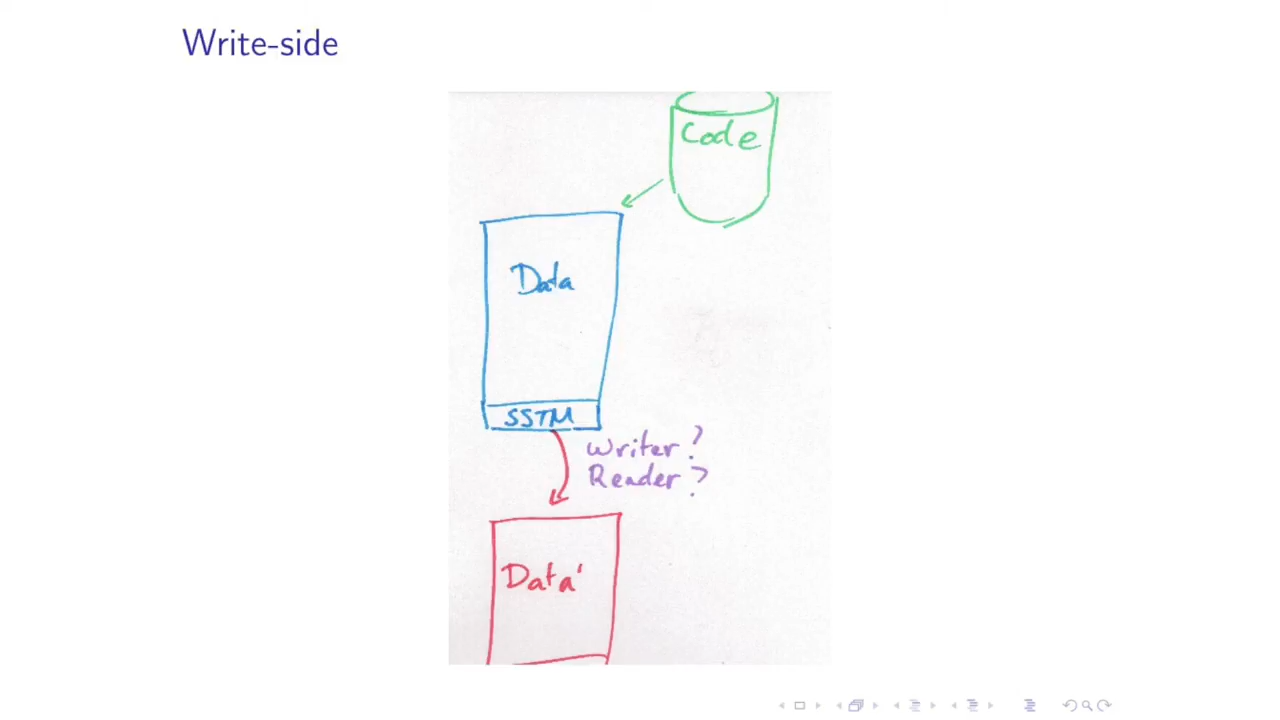 Write-side
Code
Data
SSTM
Writer?
Reader?
Data'